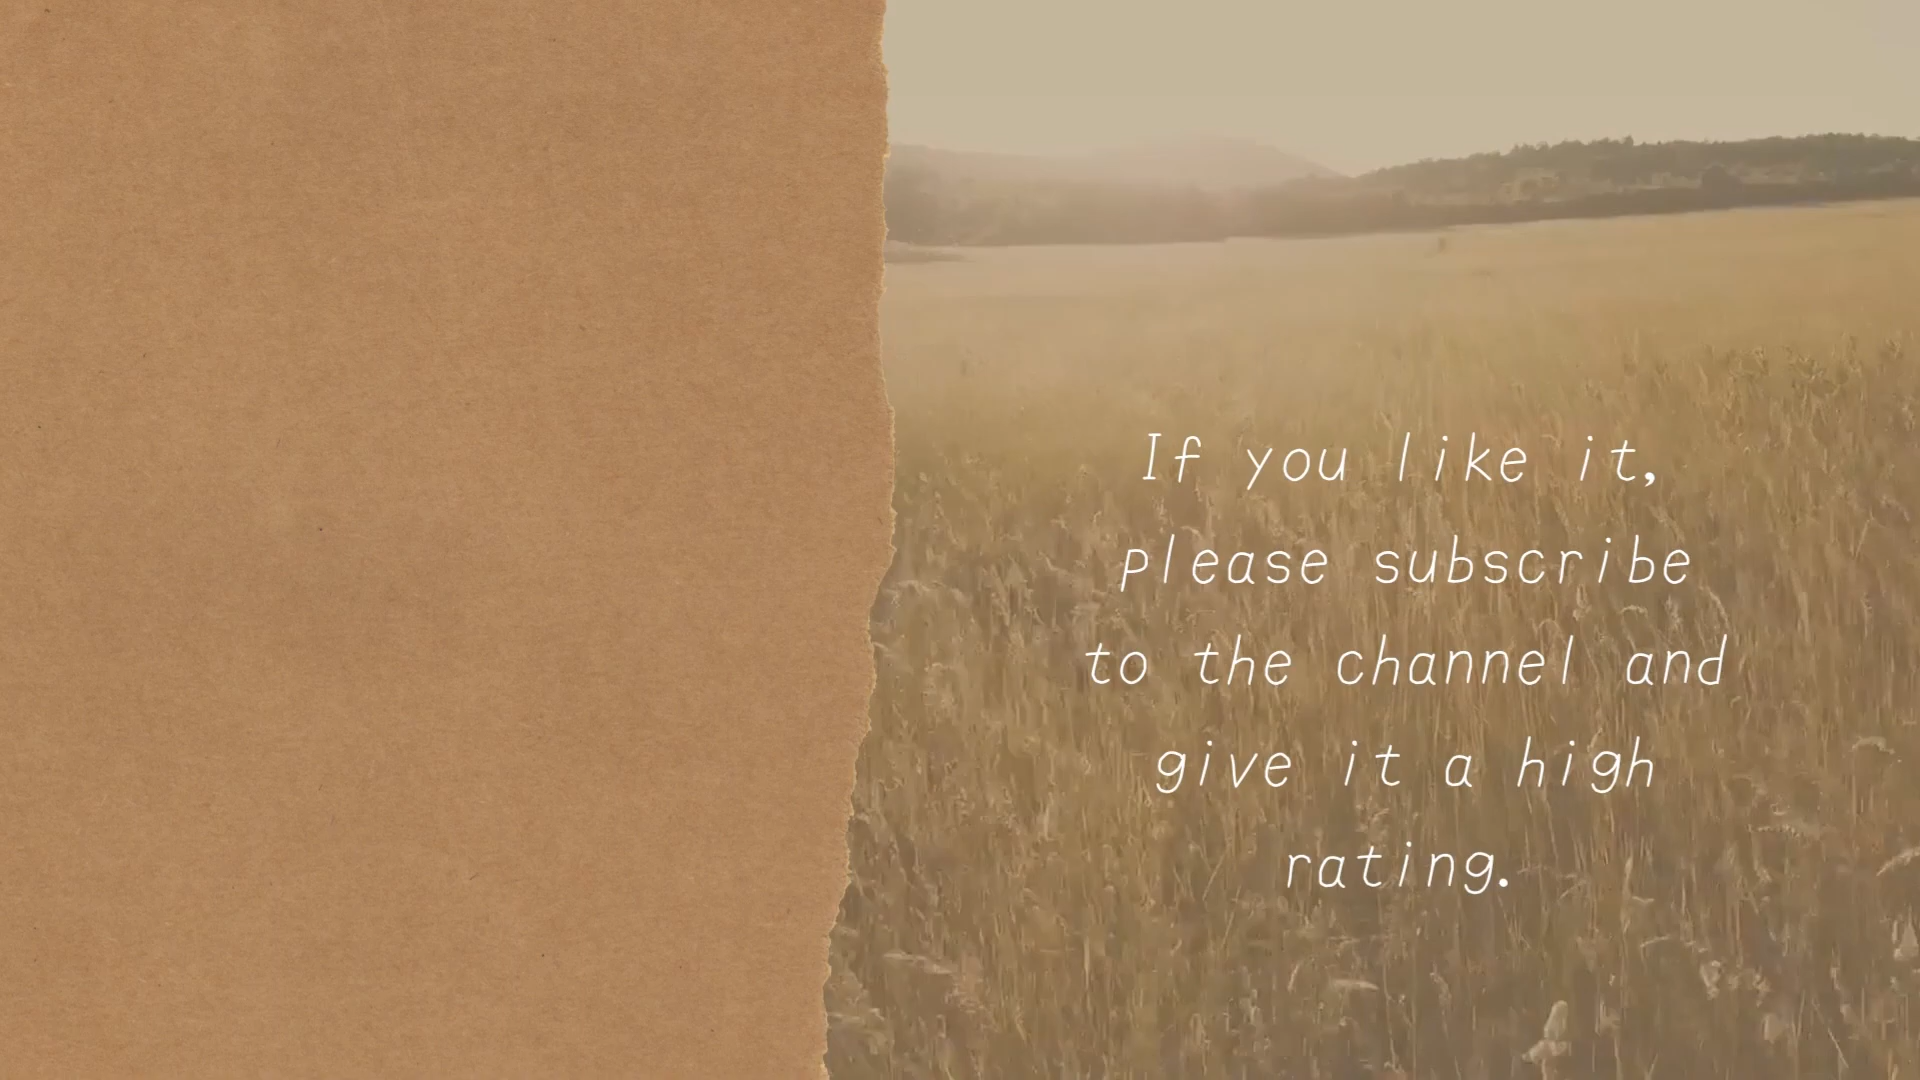 If you like it,
please subscribe
to the channel and
give it a high
rating.